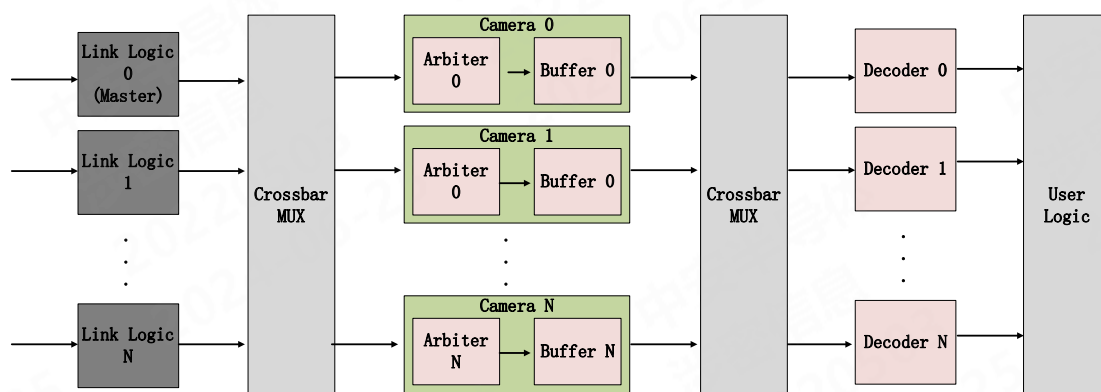 Link Logic
0
(Master)
Link Logic
1
Link Logic
N
Crossbar
MUX
Camera 0
Arbiter
0
Buffer 0
Camera 1
Arbiter
0
Buffer 0
Camera N
Arbiter
N
Buffer N
Crossbar
MUX
Decoder 0
Decoder 1
Decoder N
User
Logic